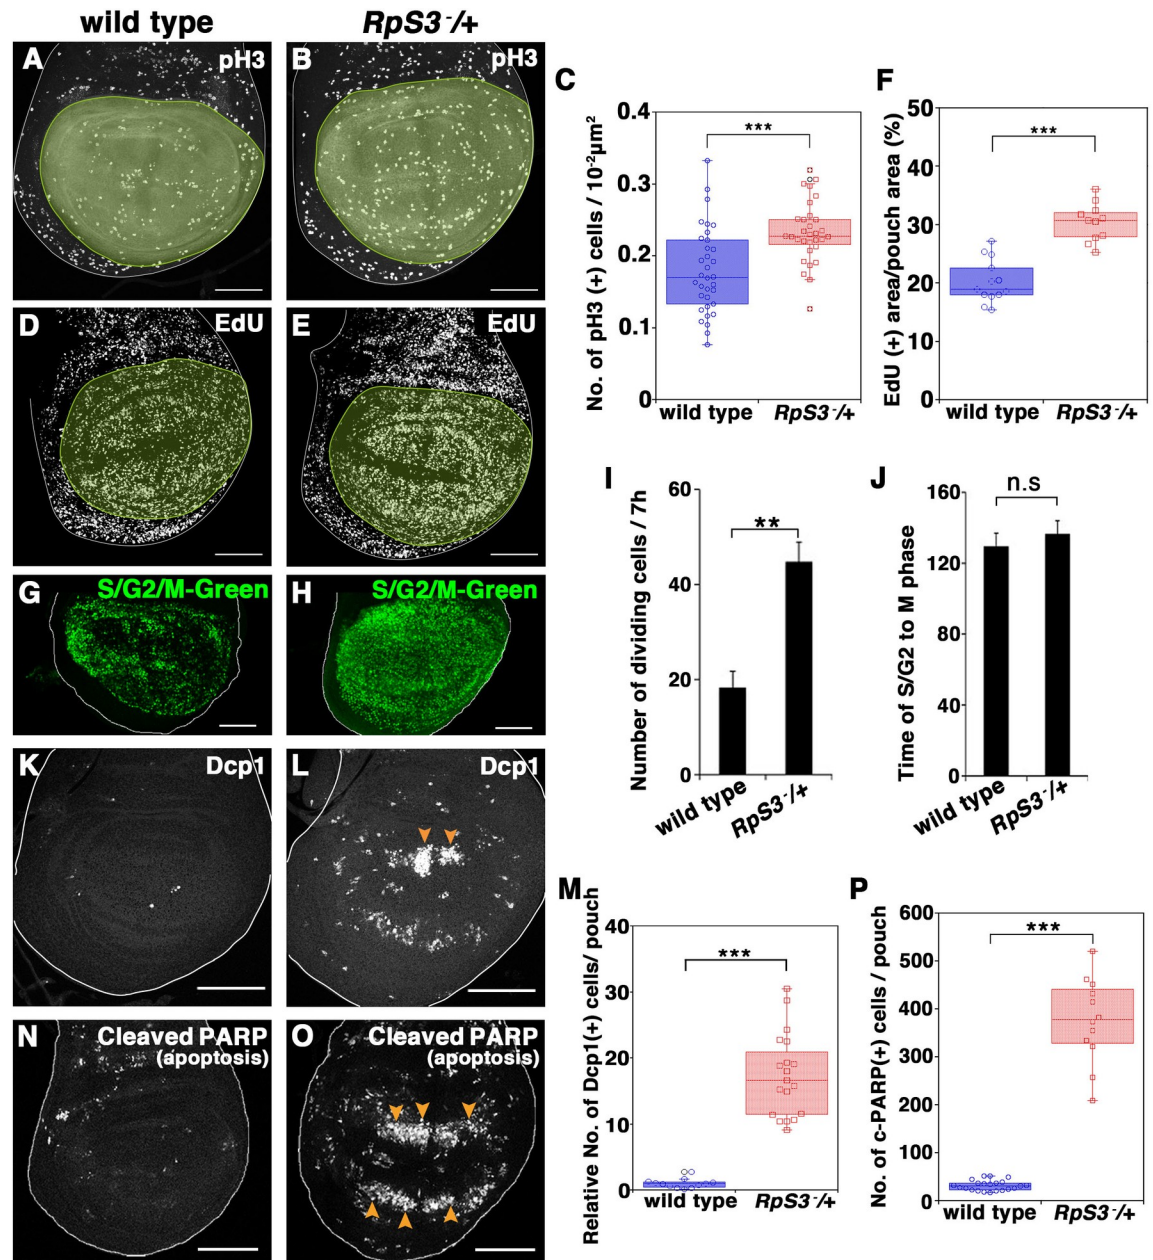 wild type
RpS3⁻/+
A
pH3
B
pH3
C
No. of pH3 (+) cells / 10⁻²µm²
0.4
0.3
0.2
0.1
0
***
wild type
RpS3⁻/+
F
EdU (+) area/pouch area (%)
50
40
30
20
10
0
***
wild type
RpS3⁻/+
D
EdU
E
EdU
G
S/G2/M-Green
H
S/G2/M-Green
I
Number of dividing cells / 7h
60
40
20
0
**
wild type
RpS3⁻/+
J
Time of S/G2 to M phase
160
120
80
40
0
n.s
wild type
RpS3⁻/+
K
Dcp1
L
Dcp1
M
Relative No. of Dcp1(+) cells/ pouch
40
30
20
10
0
***
wild type
RpS3⁻/+
P
No. of c-PARP(+) cells / pouch
600
500
400
300
200
100
0
***
wild type
RpS3⁻/+
N
Cleaved PARP
(apoptosis)
O
Cleaved PARP
(apoptosis)